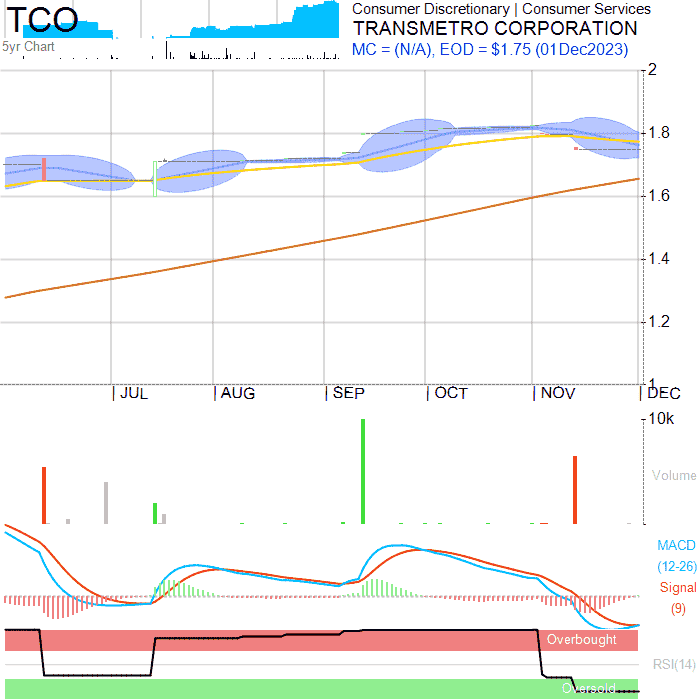 TCO
Consumer Discretionary | Consumer Services
TRANSMETRO CORPORATION
5yr Chart
MC = (N/A), EOD = $1.75 (01Dec2023)
2
1.8
1.6
1.4
1.2
1
JUL AUG SEP OCT NOV DEC
10k
Volume
MACD
(12-26)
Signal
(9)
Overbought
RSI(14)
Oversold